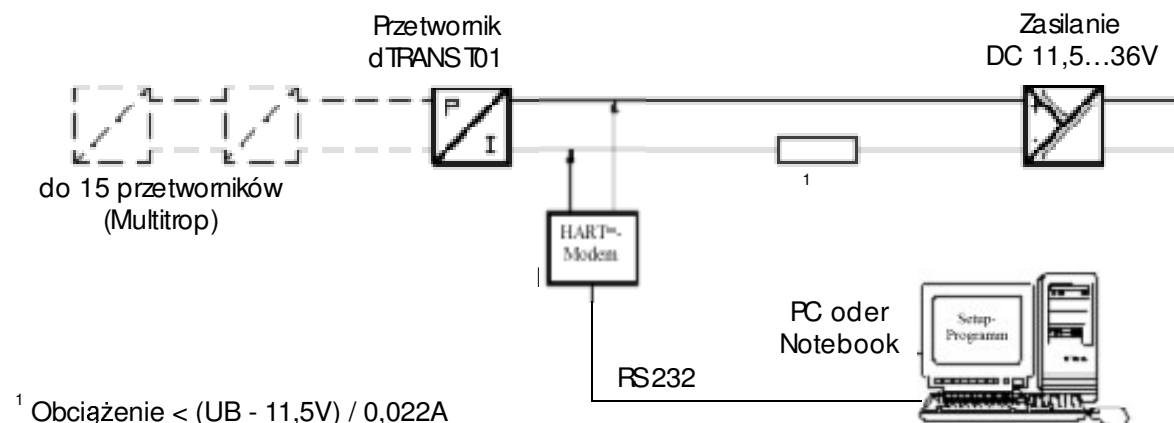 Przetwornik
dTRANS T01
Zasilanie
DC 11,5...36V
P
I
do 15 przetworników
(Multitrop)
1
HART™-
Modem
PC oder
Notebook
Setup-
Programm
RS232
1 Obciążenie < (UB - 11,5V) / 0,022A